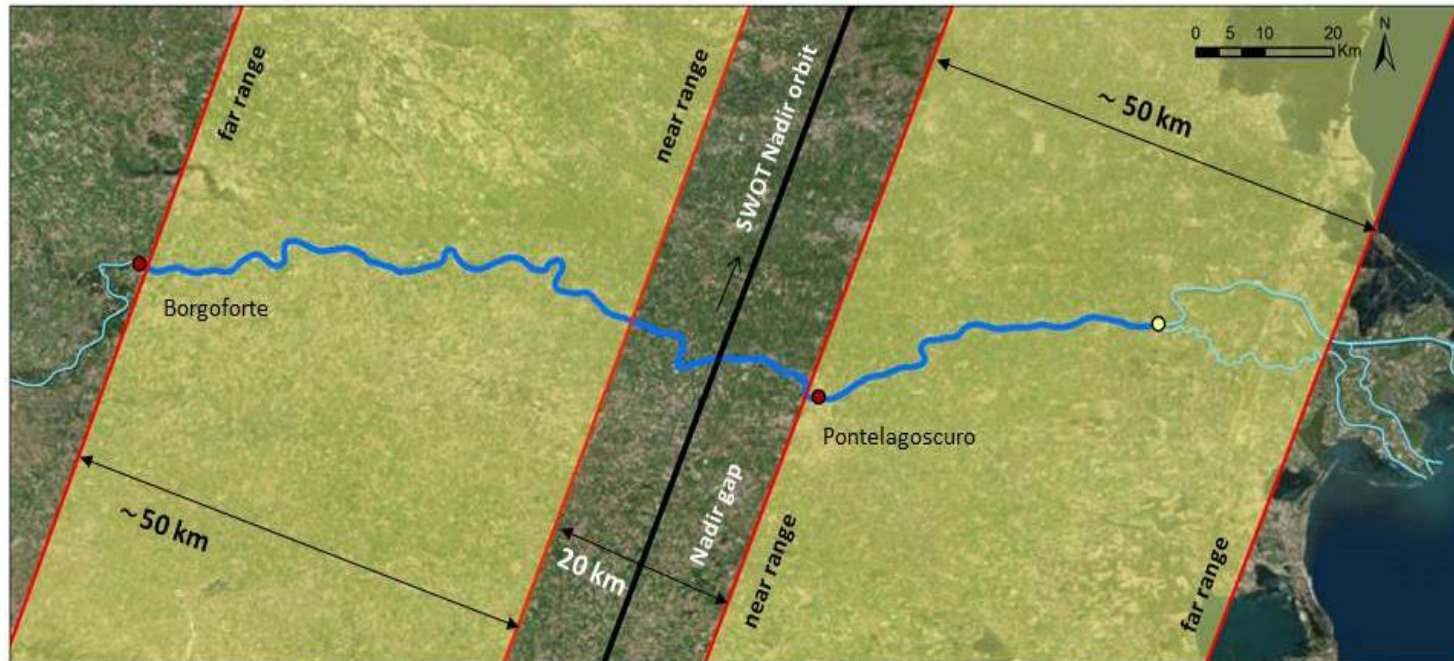 0 5 10 20
Km
N
far range
near range
SWOT Nadir orbit
~ 50 km
Borgoforte
Pontelagoscuro
~ 50 km
20 km
Nadir gap
near range
far range